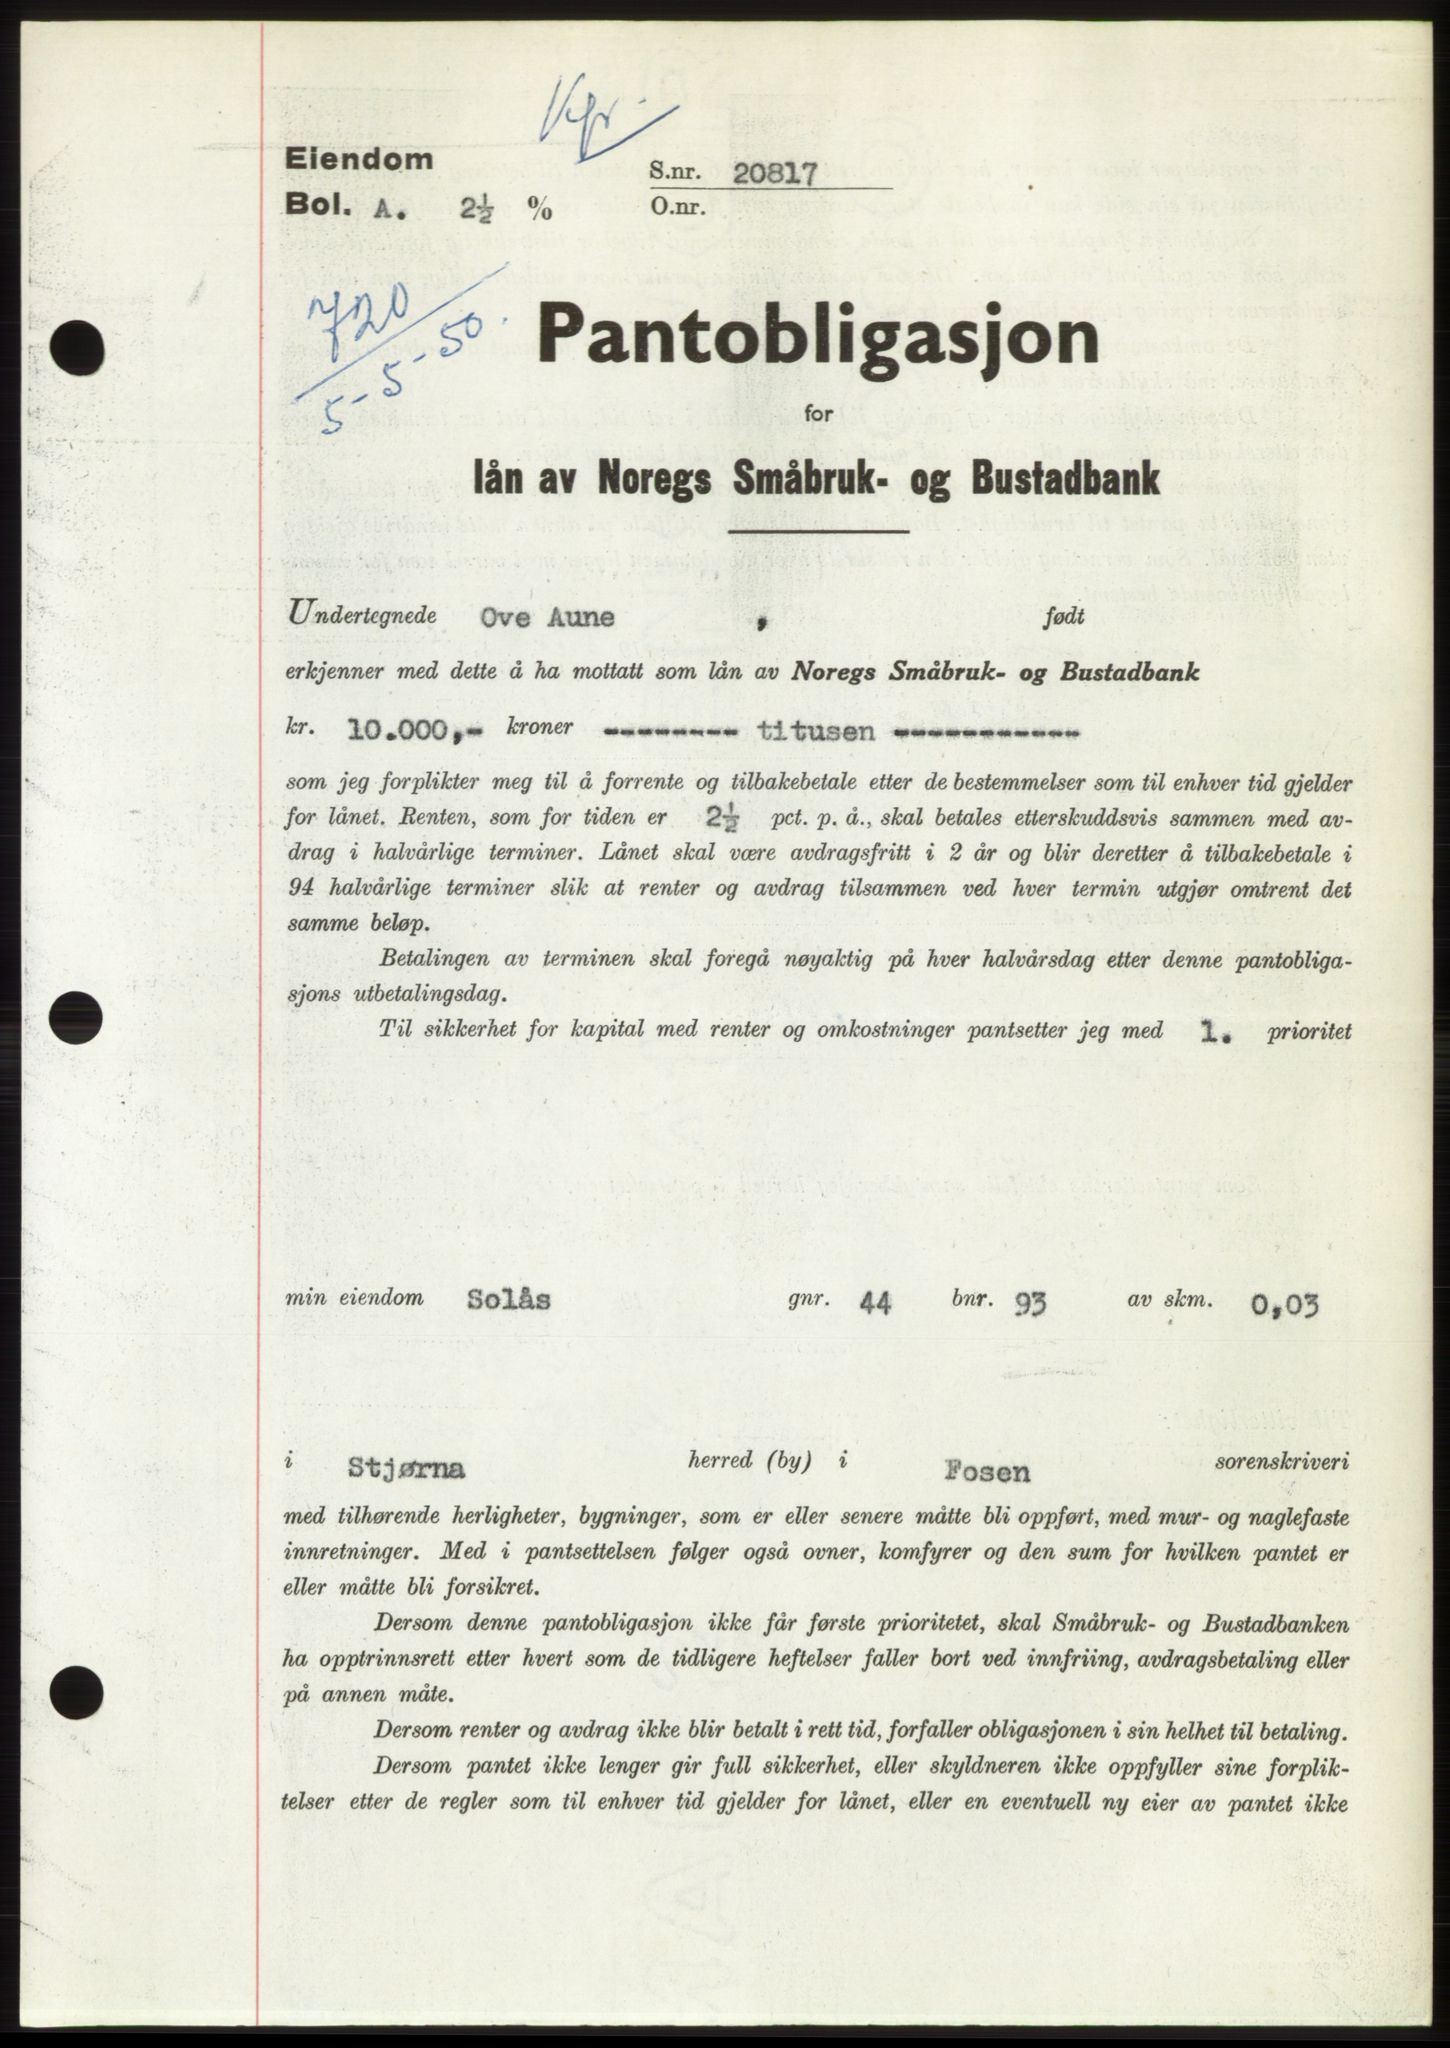 Eiendom
S.nr. 20817
Bol. A. 2½ %
O.nr.
720
5-5-50.
Pantobligasjon
for
lån av Noregs Småbruk- og Bustadbank
Undertegnede Ove Aune , født
erkjenner med dette å ha mottatt som lån av Noregs Småbruk- og Bustadbank
kr. 10.000,- kroner -------- titusen -----------
som jeg forplikter meg til å forrente og tilbakebetale etter de bestemmelser som til enhver tid gjelder
for lånet. Renten, som for tiden er 2½ pct. p. å., skal betales etterskuddsvis sammen med av-
drag i halvårlige terminer. Lånet skal være avdragsfritt i 2 år og blir deretter å tilbakebetale i
94 halvårlige terminer slik at renter og avdrag tilsammen ved hver termin utgjør omtrent det
samme beløp.
Betalingen av terminen skal foregå nøyaktig på hver halvårsdag etter denne pantobliga-
sjons utbetalingsdag.
Til sikkerhet for kapital med renter og omkostninger pantsetter jeg med 1. prioritet
min eiendom Solås gnr. 44 bnr. 93 av skm. 0,03
i Stjørna herred (by) i Fosen sorenskriveri
med tilhørende herligheter, bygninger, som er eller senere måtte bli oppført, med mur- og naglefaste
innretninger. Med i pantsettelsen følger også ovner, komfyrer og den sum for hvilken pantet er
eller måtte bli forsikret.
Dersom denne pantobligasjon ikke får første prioritetet, skal Småbruk- og Bustadbanken
ha opptrinnsrett etter hvert som de tidligere heftelser faller bort ved innfriing, avdragsbetaling eller
på annen måte.
Dersom renter og avdrag ikke blir betalt i rett tid, forfaller obligasjonen i sin helhet til betaling.
Dersom pantet ikke lenger gir full sikkerhet, eller skyldneren ikke oppfyller sine forplik-
telser etter de regler som til enhver tid gjelder for lånet, eller en eventuell ny eier av pantet ikke